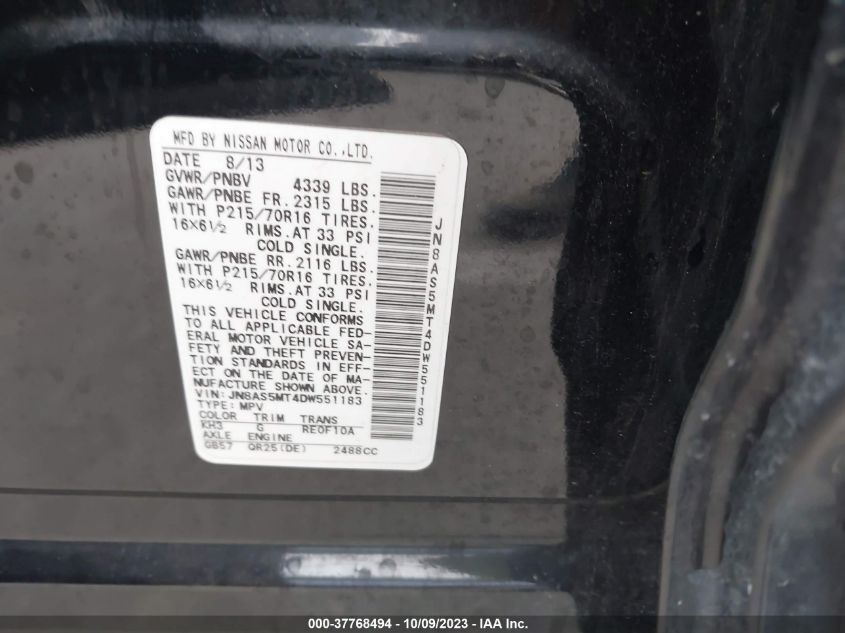 MFD BY NISSAN MOTOR CO.,LTD.
DATE 8/13
GVWR/PNBV 4339 LBS.
GAWR/PNBE FR. 2315 LBS.
WITH P215/70R16 TIRES.
16X6½ RIMS. AT 33 PSI
COLD SINGLE.
GAWR/PNBE RR. 2116 LBS.
WITH P215/70R16 TIRES.
16X6½ RIMS. AT 33 PSI
COLD SINGLE.
THIS VEHICLE CONFORMS
TO ALL APPLICABLE FED-
ERAL MOTOR VEHICLE SA-
FETY AND THEFT PREVEN-
TION STANDARDS IN EFF-
ECT ON THE DATE OF MA-
NUFACTURE SHOWN ABOVE.
VIN: JN8AS5MT4DW551183
TYPE: MPV
COLOR TRIM TRANS
KH3 G RE0F10A
AXLE ENGINE
GB57 QR25(DE) 2488CC
JN8AS5MT4DW551183
000-37768494 - 10/09/2023 - IAA Inc.